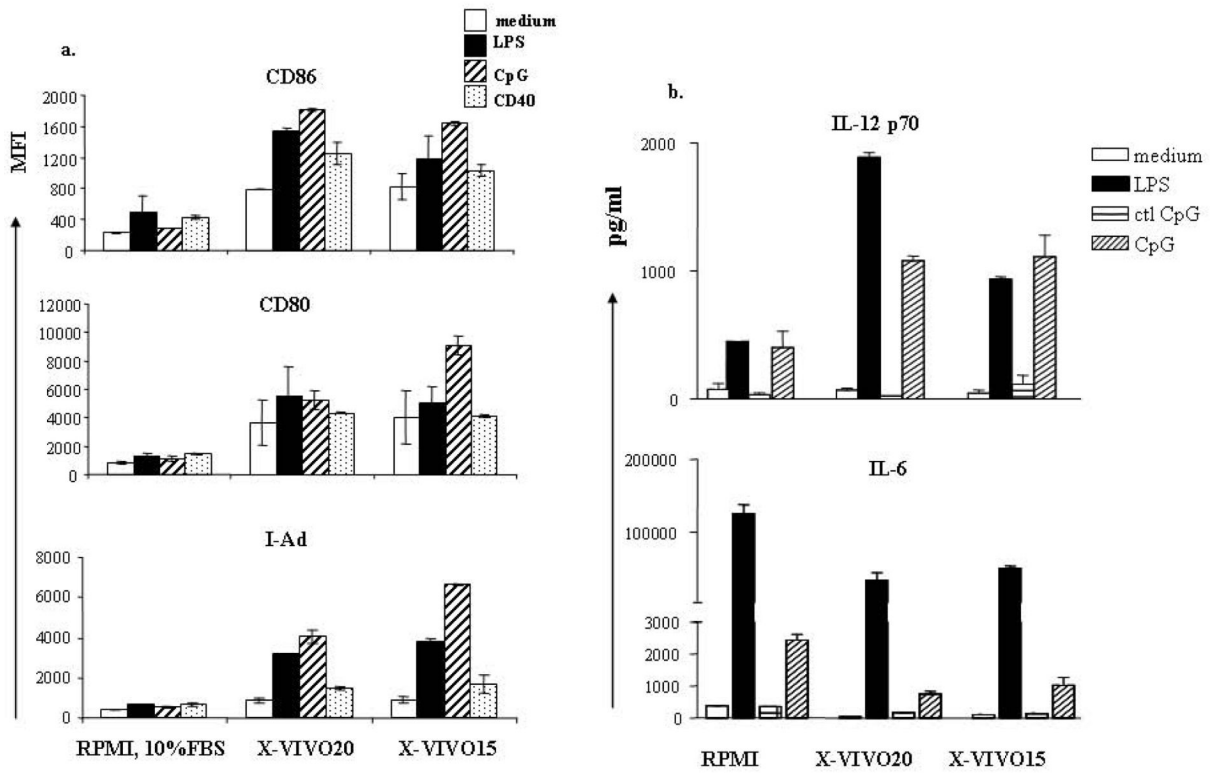 a.
medium
LPS
CpG
CD40
CD86
MFI
2000
1600
1200
800
400
0
CD80
12000
10000
8000
6000
4000
2000
0
I-Ad
8000
6000
4000
2000
0
RPMI, 10%FBS X-VIVO20 X-VIVO15
b.
IL-12 p70
medium
LPS
ctl CpG
CpG
pg/ml
2000
1000
0
IL-6
200000
100000
3000
2000
1000
0
RPMI X-VIVO20 X-VIVO15